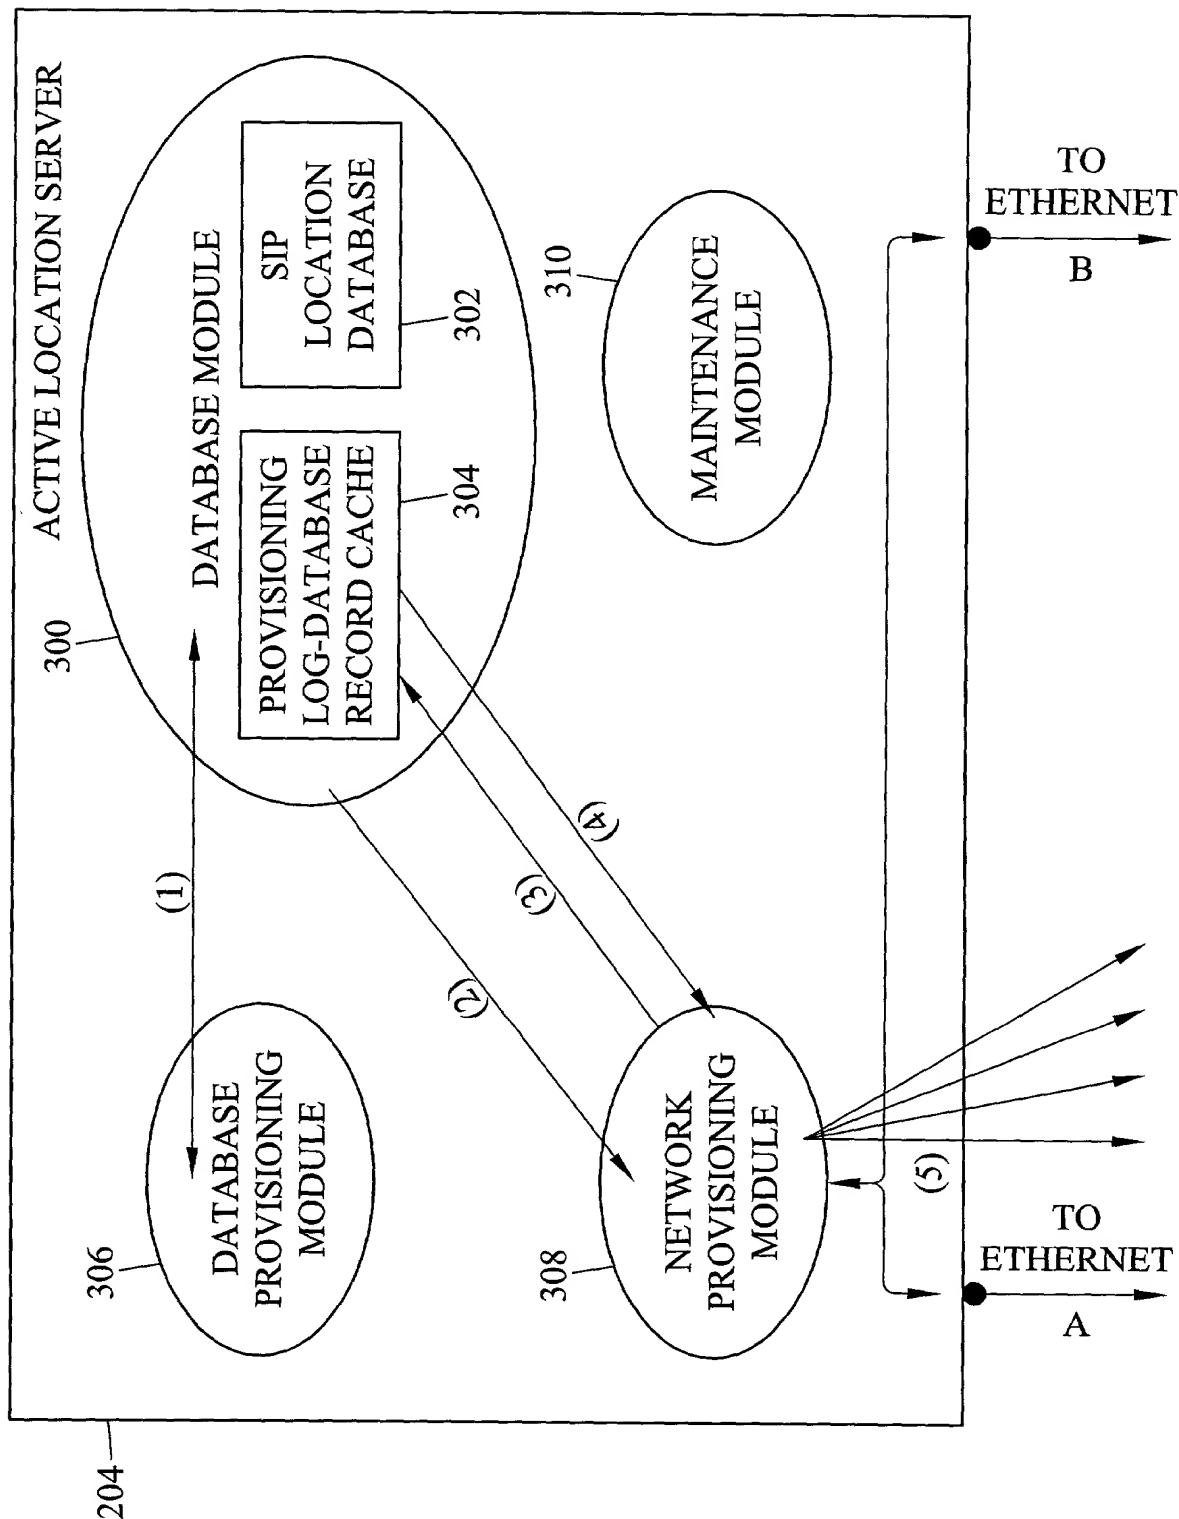 ACTIVE LOCATION SERVER
204
300
DATABASE MODULE
PROVISIONING
LOG-DATABASE
RECORD CACHE
304
SIP
LOCATION
DATABASE
302
(1)
306
DATABASE
PROVISIONING
MODULE
(2)
(3)
(4)
308
NETWORK
PROVISIONING
MODULE
310
MAINTENANCE
MODULE
(5)
TO
ETHERNET
A
TO
ETHERNET
B